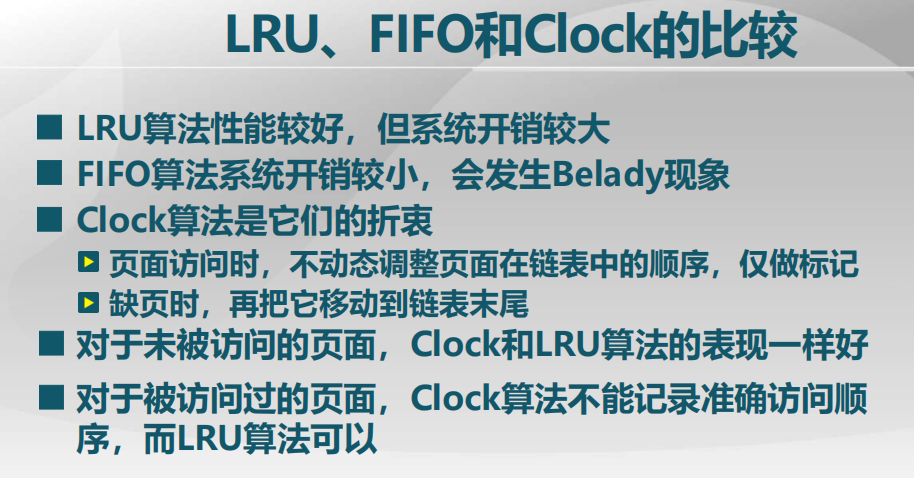 LRU、FIFO和Clock的比较
LRU算法性能较好，但系统开销较大
FIFO算法系统开销较小，会发生Belady现象
Clock算法是它们的折衷
页面访问时，不动态调整页面在链表中的顺序，仅做标记
缺页时，再把它移动到链表末尾
对于未被访问的页面，Clock和LRU算法的表现一样好
对于被访问过的页面，Clock算法不能记录准确访问顺
序，而LRU算法可以